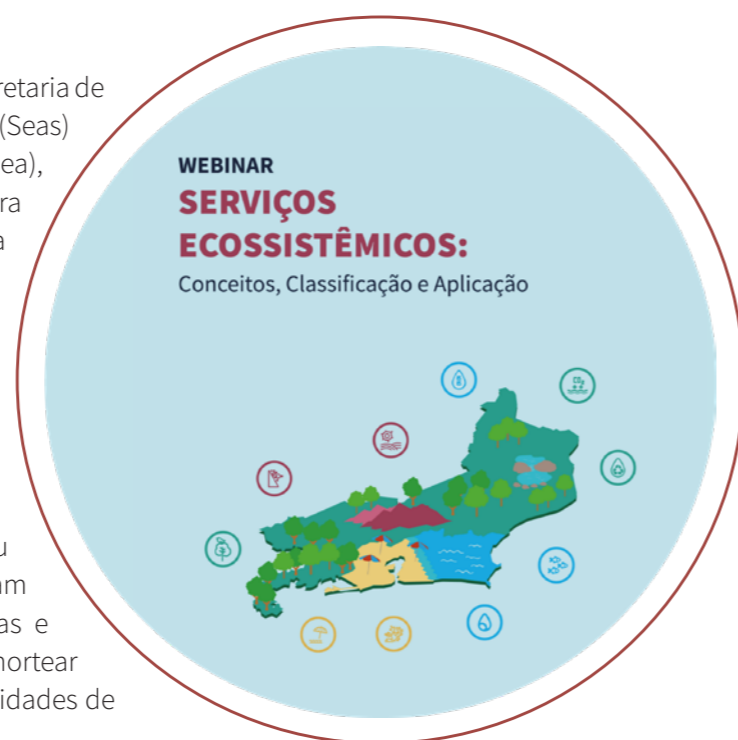 retaria de
(Seas)
ea),
ra
a
u
am
as e
nortear
idades de
WEBINAR
SERVIÇOS
ECOSSISTÊMICOS:
Conceitos, Classificação e Aplicação